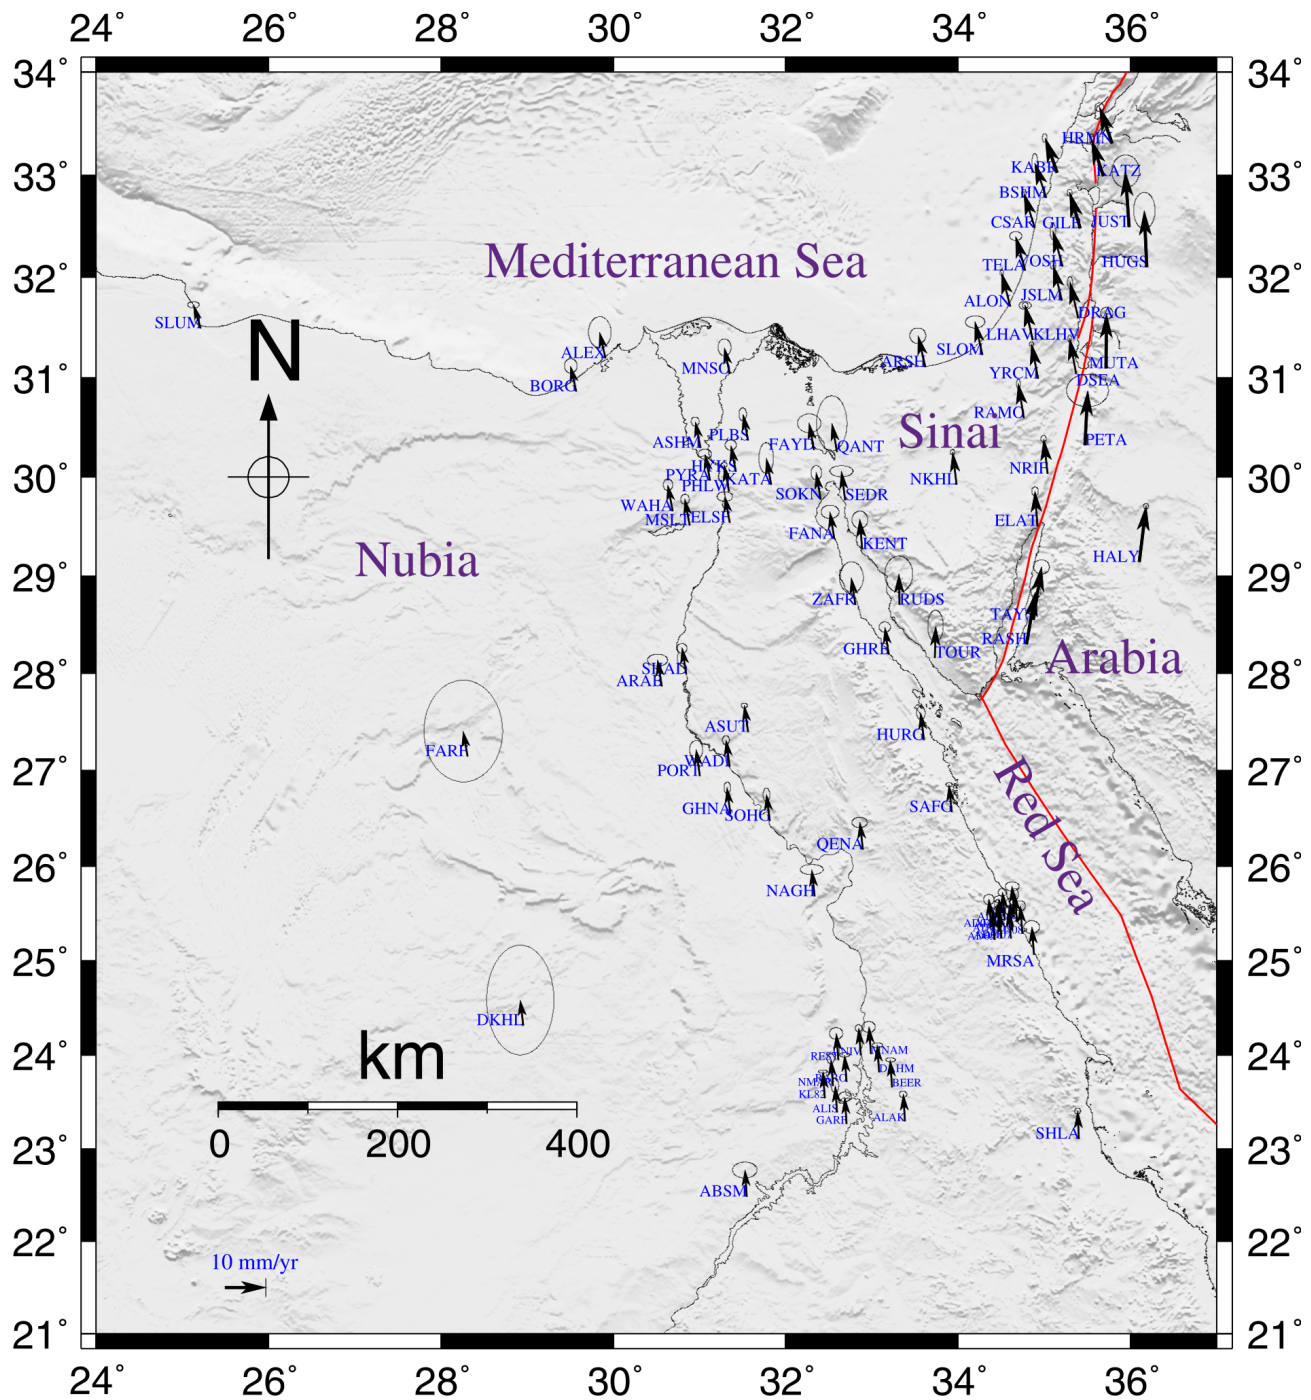 24° 26° 28° 30° 32° 34° 36°
34° 34°
HRMN
33° KABR KATZ 33°
BSHM
CSAR GILB JUST
Mediterranean Sea
TELA YOSH HUGS
32° 32°
ALON JSLM
SLUM DRAG
N LHAV KLHV
ALEX SLOM
MNSO ARSH MUTA
31° BORG YRCM DSEA 31°
RAMO
Sinai
ASHM PLBS FAYD QANT PETA
PYRA NRIF
30° PHLW KATA SOKN SEDR NKHL 30°
WAHA
MSLT ELSF ELAT
FANA KENT
Nubia HALY
29° 29°
ZAFR RUDS
RASH
GHRB TOUR
Arabia
28° ARAB 28°
ASUT HURG
FARF
27° PORT WADI 27°
GHNA SOHG SAFG
Red Sea
QENA
26° 26°
NAGH
25° MRSA 25°
DKHL
km
24° 24°
DAHM
BEER
ALIS
GARF ALAK
0 200 400
23° SHLA 23°
ABSM
22° 22°
10 mm/yr
21° 21°
24° 26° 28° 30° 32° 34° 36°